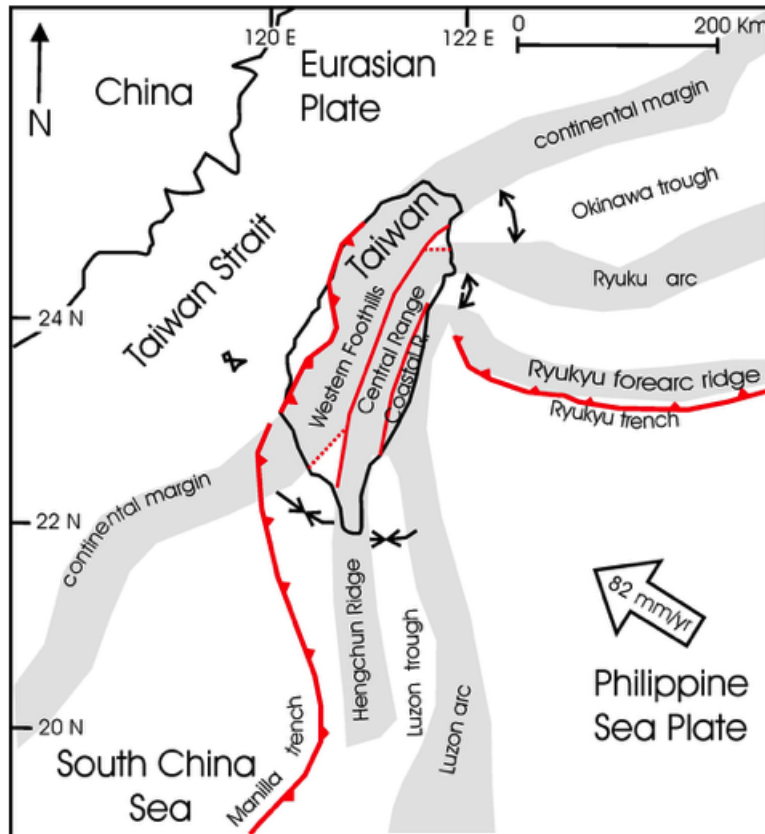 120 E
122 E
0
200 Km
Eurasian
Plate
China
N
continental margin
Okinawa trough
Taiwan
Taiwan Strait
Ryuku arc
24 N
Western Foothills
Central Range
Coastal R.
Ryukyu forearc ridge
Ryukyu trench
continental margin
22 N
82 mm/yr
Hengchun Ridge
Luzon trough
Luzon arc
Philippine
Sea Plate
20 N
South China
Sea
Manilla trench